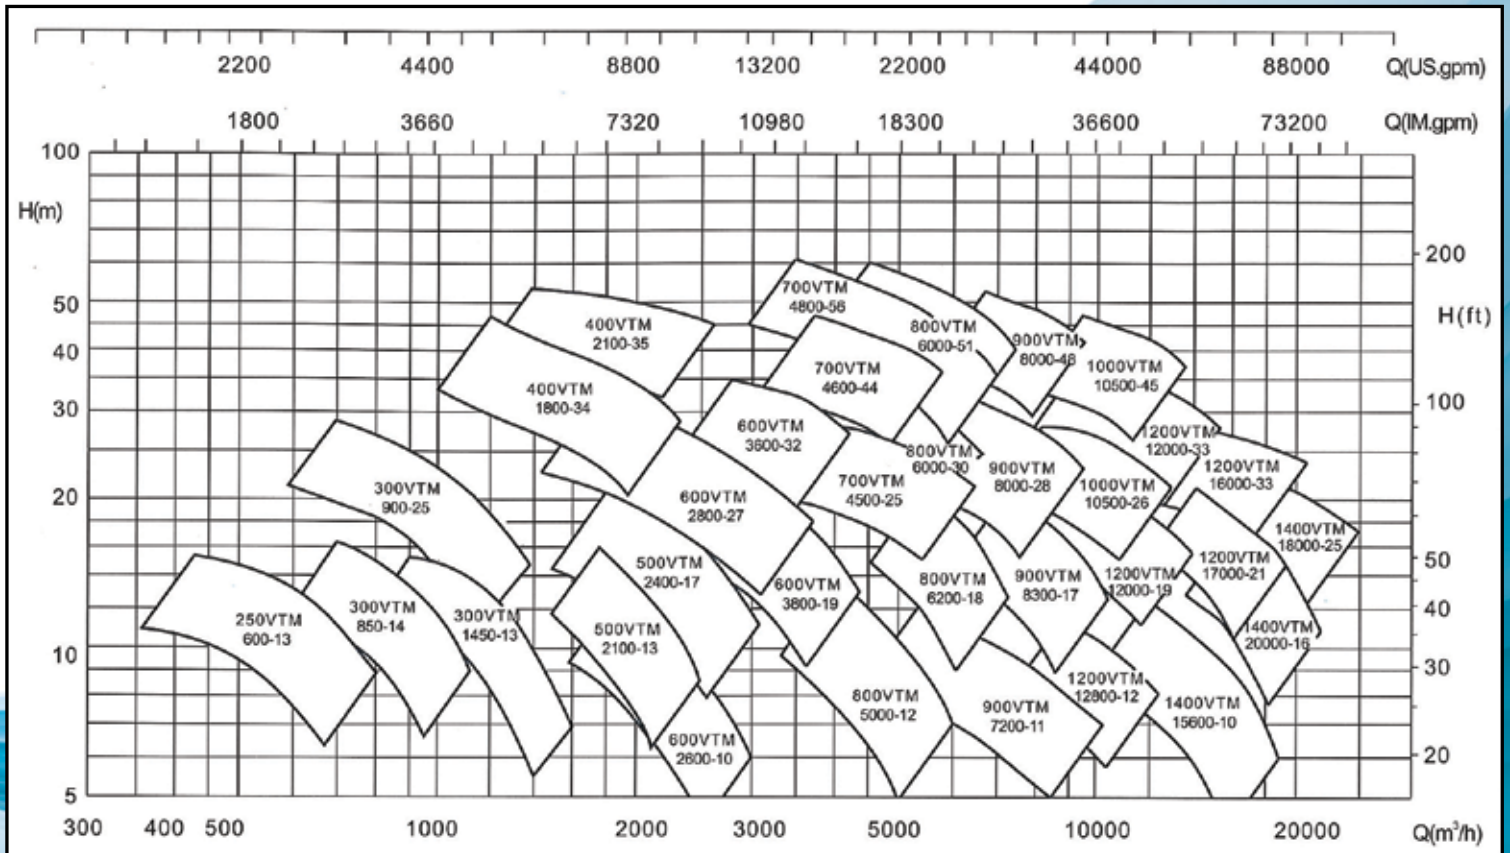 2200 4400 8800 13200 22000 44000 88000 Q(US.gpm)
1800 3660 7320 10980 18300 36600 73200 Q(IM.gpm)
100
H(m)
200
50
H(ft)
40
30
100
20
50
40
10
30
20
5
700VTM
4800-56
400VTM
2100-35
800VTM
6000-51
900VTM
8000-48
1000VTM
10500-45
700VTM
4600-44
400VTM
1800-34
600VTM
3600-32
1200VTM
12000-33
800VTM
6000-30
1200VTM
16000-33
900VTM
8000-28
700VTM
4500-25
1000VTM
10500-26
300VTM
900-25
600VTM
2800-27
1400VTM
18000-25
500VTM
2400-17
1200VTM
17000-21
600VTM
3800-19
800VTM
6200-18
900VTM
8300-17
1200VTM
12000-19
300VTM
850-14
300VTM
1450-13
250VTM
600-13
500VTM
2100-13
1400VTM
20000-16
1200VTM
12800-12
800VTM
5000-12
1400VTM
15600-10
900VTM
7200-11
600VTM
2600-10
300 400 500 1000 2000 3000 5000 10000 20000 Q(m³/h)